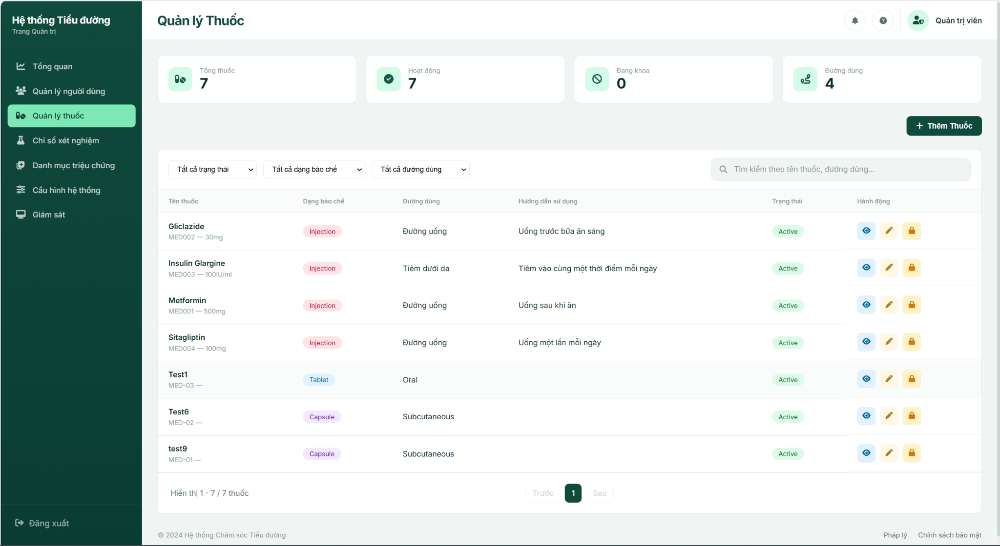 Hệ thống Tiểu đường
Trang Quản trị
Tổng quan
Quản lý người dùng
Quản lý thuốc
Chỉ số xét nghiệm
Danh mục triệu chứng
Cấu hình hệ thống
Giám sát
Đăng xuất
Quản lý Thuốc
Quản trị viên
Tổng thuốc
7
Hoạt động
7
Đang khóa
0
Đường dùng
4
+ Thêm Thuốc
Tất cả trạng thái
Tất cả dạng bào chế
Tất cả đường dùng
Tìm kiếm theo tên thuốc, đường dùng...
Tên thuốc Dạng bào chế Đường dùng Hướng dẫn sử dụng Trạng thái Hành động
Gliclazide
MED002 — 30mg
Injection Đường uống Uống trước bữa ăn sáng Active
Insulin Glargine
MED003 — 100IU/ml
Injection Tiêm dưới da Tiêm vào cùng một thời điểm mỗi ngày Active
Metformin
MED001 — 500mg
Injection Đường uống Uống sau khi ăn Active
Sitagliptin
MED004 — 100mg
Injection Đường uống Uống một lần mỗi ngày Active
Test1
MED-03 —
Tablet Oral Active
Test6
MED-02 —
Capsule Subcutaneous Active
test9
MED-01 —
Capsule Subcutaneous Active
Hiển thị 1 - 7 / 7 thuốc
Trước 1 Sau
© 2024 Hệ thống Chăm sóc Tiểu đường
Pháp lý Chính sách bảo mật